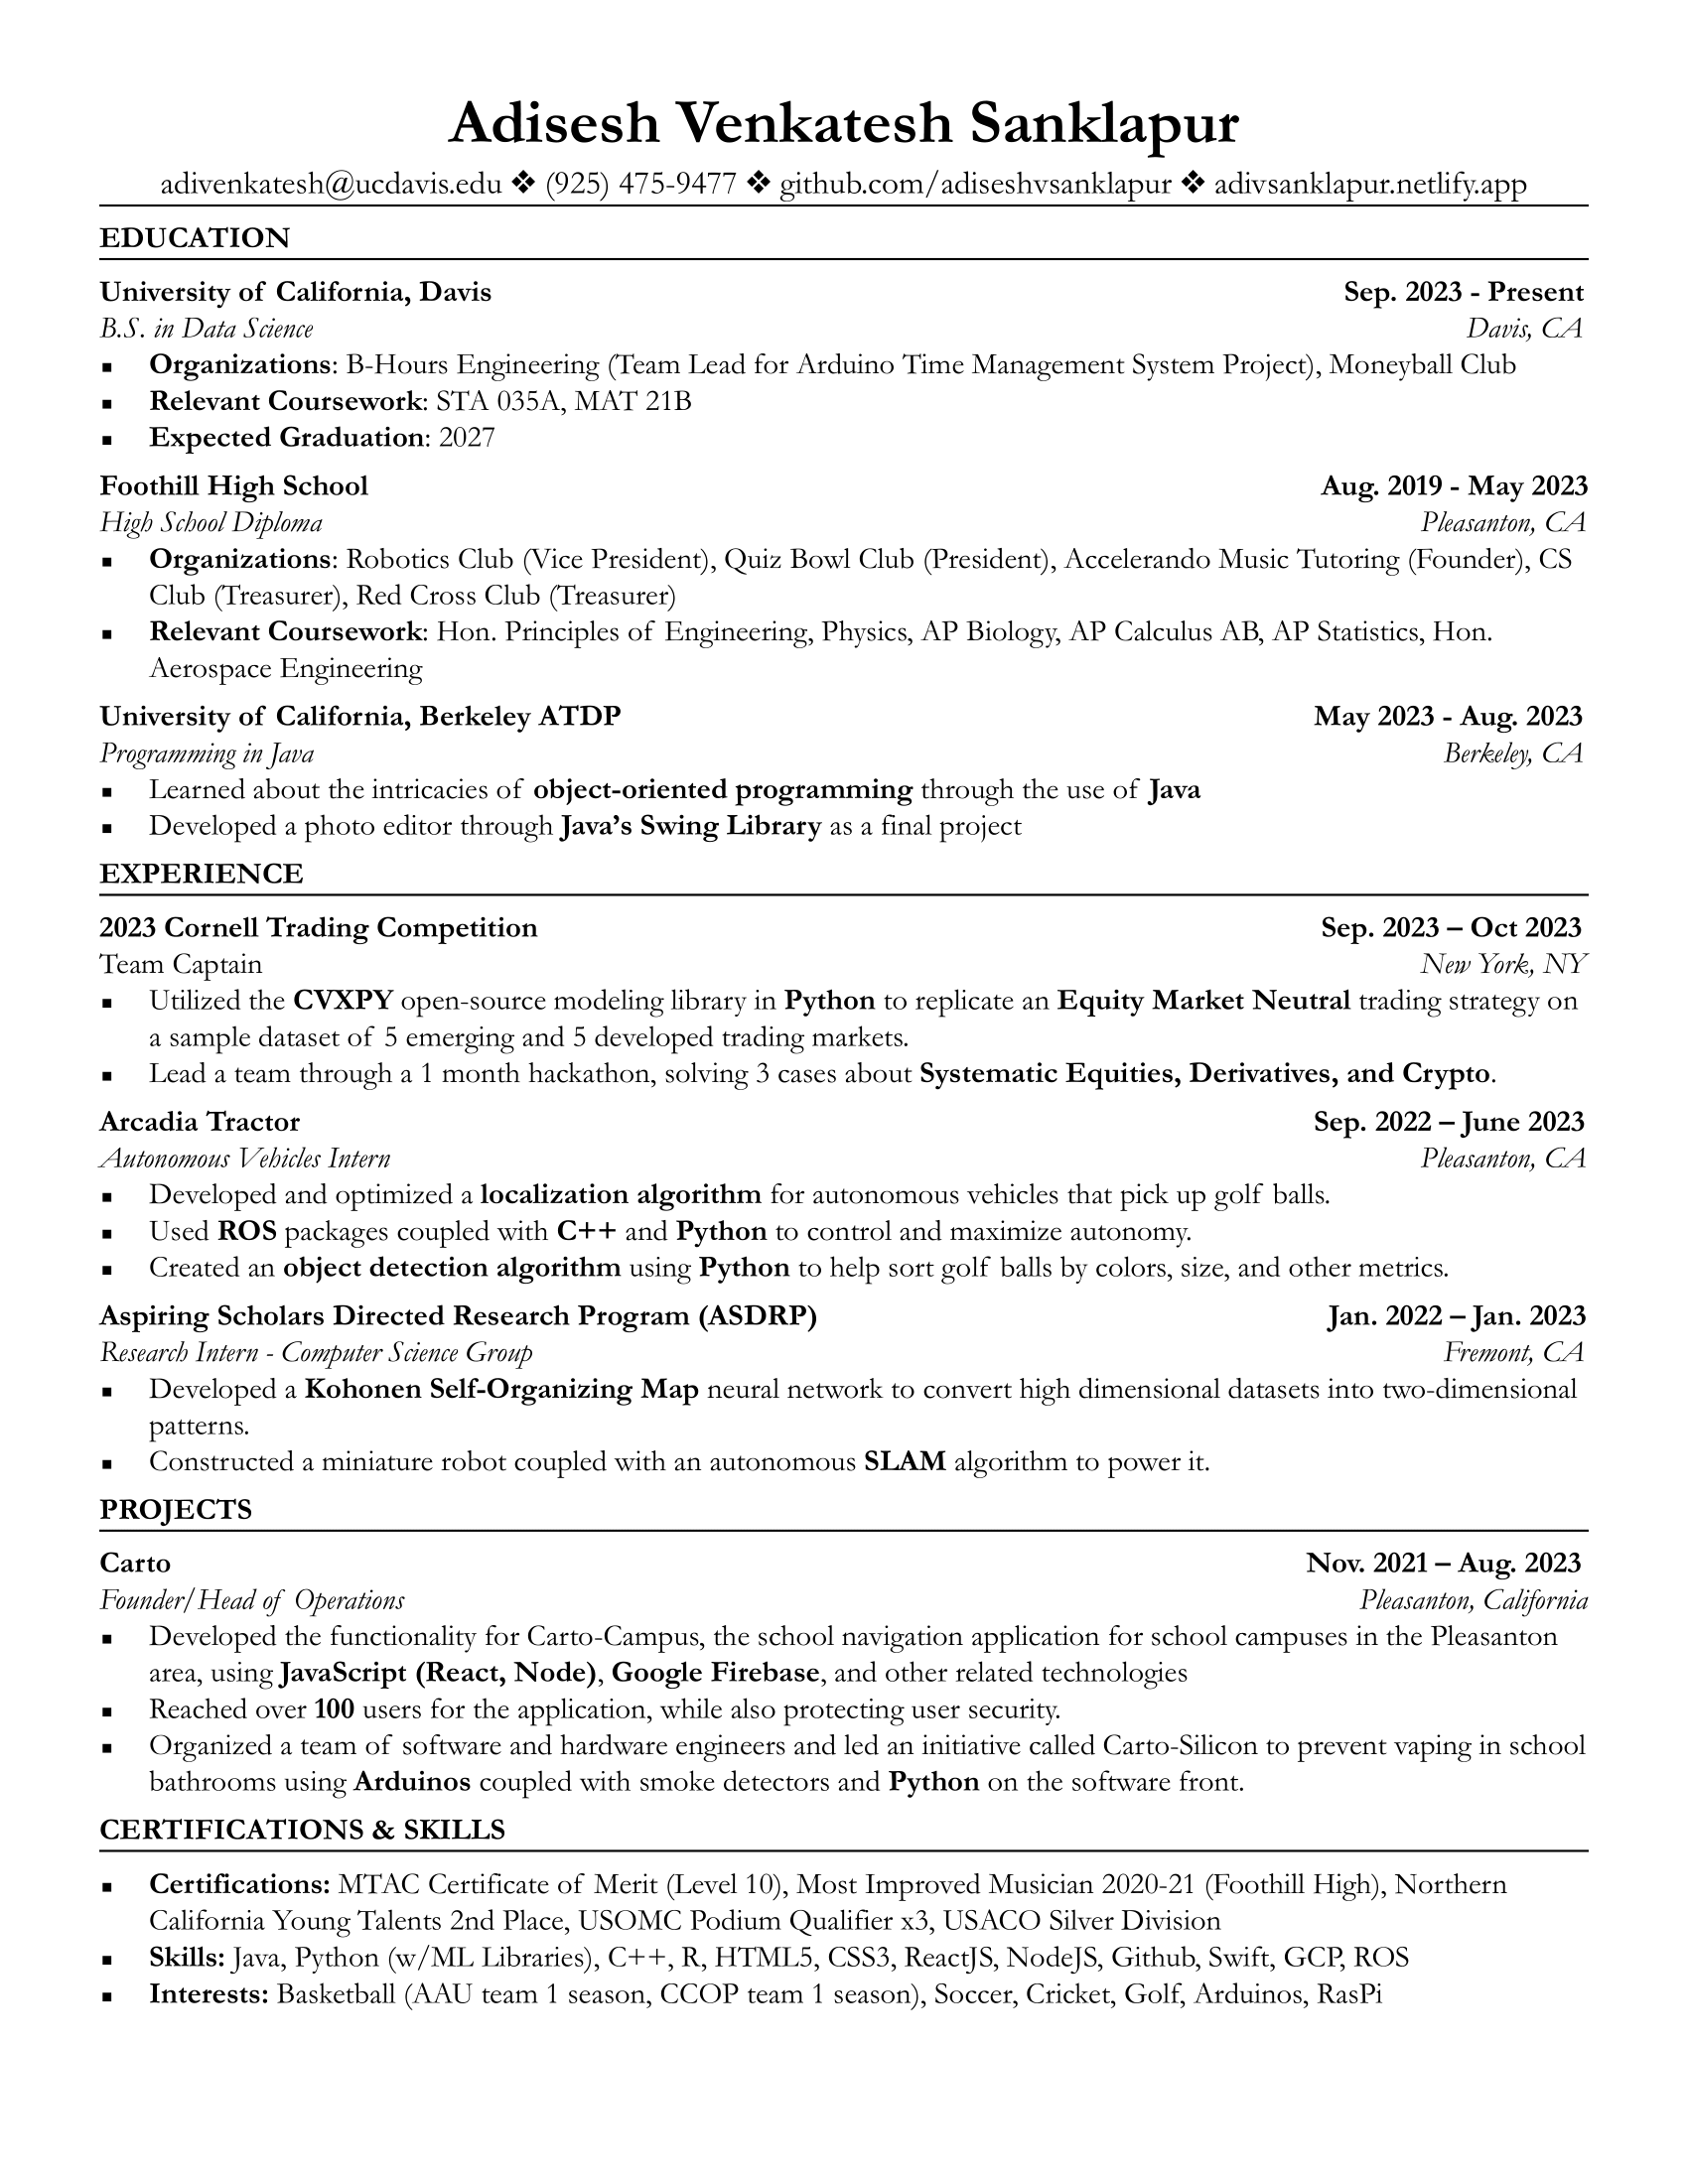 Adisesh Venkatesh Sanklapur
adivenkatesh@ucdavis.edu ❖ (925) 475-9477 ❖ github.com/adiseshvsanklapur ❖ adivsanklapur.netlify.app
EDUCATION
University of California, Davis Sep. 2023 - Present
B.S. in Data Science Davis, CA
▪ Organizations: B-Hours Engineering (Team Lead for Arduino Time Management System Project), Moneyball Club
▪ Relevant Coursework: STA 035A, MAT 21B
▪ Expected Graduation: 2027
Foothill High School Aug. 2019 - May 2023
High School Diploma Pleasanton, CA
▪ Organizations: Robotics Club (Vice President), Quiz Bowl Club (President), Accelerando Music Tutoring (Founder), CS
Club (Treasurer), Red Cross Club (Treasurer)
▪ Relevant Coursework: Hon. Principles of Engineering, Physics, AP Biology, AP Calculus AB, AP Statistics, Hon.
Aerospace Engineering
University of California, Berkeley ATDP May 2023 - Aug. 2023
Programming in Java Berkeley, CA
▪ Learned about the intricacies of object-oriented programming through the use of Java
▪ Developed a photo editor through Java’s Swing Library as a final project
EXPERIENCE
2023 Cornell Trading Competition Sep. 2023 – Oct 2023
Team Captain New York, NY
▪ Utilized the CVXPY open-source modeling library in Python to replicate an Equity Market Neutral trading strategy on
a sample dataset of 5 emerging and 5 developed trading markets.
▪ Lead a team through a 1 month hackathon, solving 3 cases about Systematic Equities, Derivatives, and Crypto.
Arcadia Tractor Sep. 2022 – June 2023
Autonomous Vehicles Intern Pleasanton, CA
▪ Developed and optimized a localization algorithm for autonomous vehicles that pick up golf balls.
▪ Used ROS packages coupled with C++ and Python to control and maximize autonomy.
▪ Created an object detection algorithm using Python to help sort golf balls by colors, size, and other metrics.
Aspiring Scholars Directed Research Program (ASDRP) Jan. 2022 – Jan. 2023
Research Intern - Computer Science Group Fremont, CA
▪ Developed a Kohonen Self-Organizing Map neural network to convert high dimensional datasets into two-dimensional
patterns.
▪ Constructed a miniature robot coupled with an autonomous SLAM algorithm to power it.
PROJECTS
Carto Nov. 2021 – Aug. 2023
Founder/Head of Operations Pleasanton, California
▪ Developed the functionality for Carto-Campus, the school navigation application for school campuses in the Pleasanton
area, using JavaScript (React, Node), Google Firebase, and other related technologies
▪ Reached over 100 users for the application, while also protecting user security.
▪ Organized a team of software and hardware engineers and led an initiative called Carto-Silicon to prevent vaping in school
bathrooms using Arduinos coupled with smoke detectors and Python on the software front.
CERTIFICATIONS & SKILLS
▪ Certifications: MTAC Certificate of Merit (Level 10), Most Improved Musician 2020-21 (Foothill High), Northern
California Young Talents 2nd Place, USOMC Podium Qualifier x3, USACO Silver Division
▪ Skills: Java, Python (w/ML Libraries), C++, R, HTML5, CSS3, ReactJS, NodeJS, Github, Swift, GCP, ROS
▪ Interests: Basketball (AAU team 1 season, CCOP team 1 season), Soccer, Cricket, Golf, Arduinos, RasPi